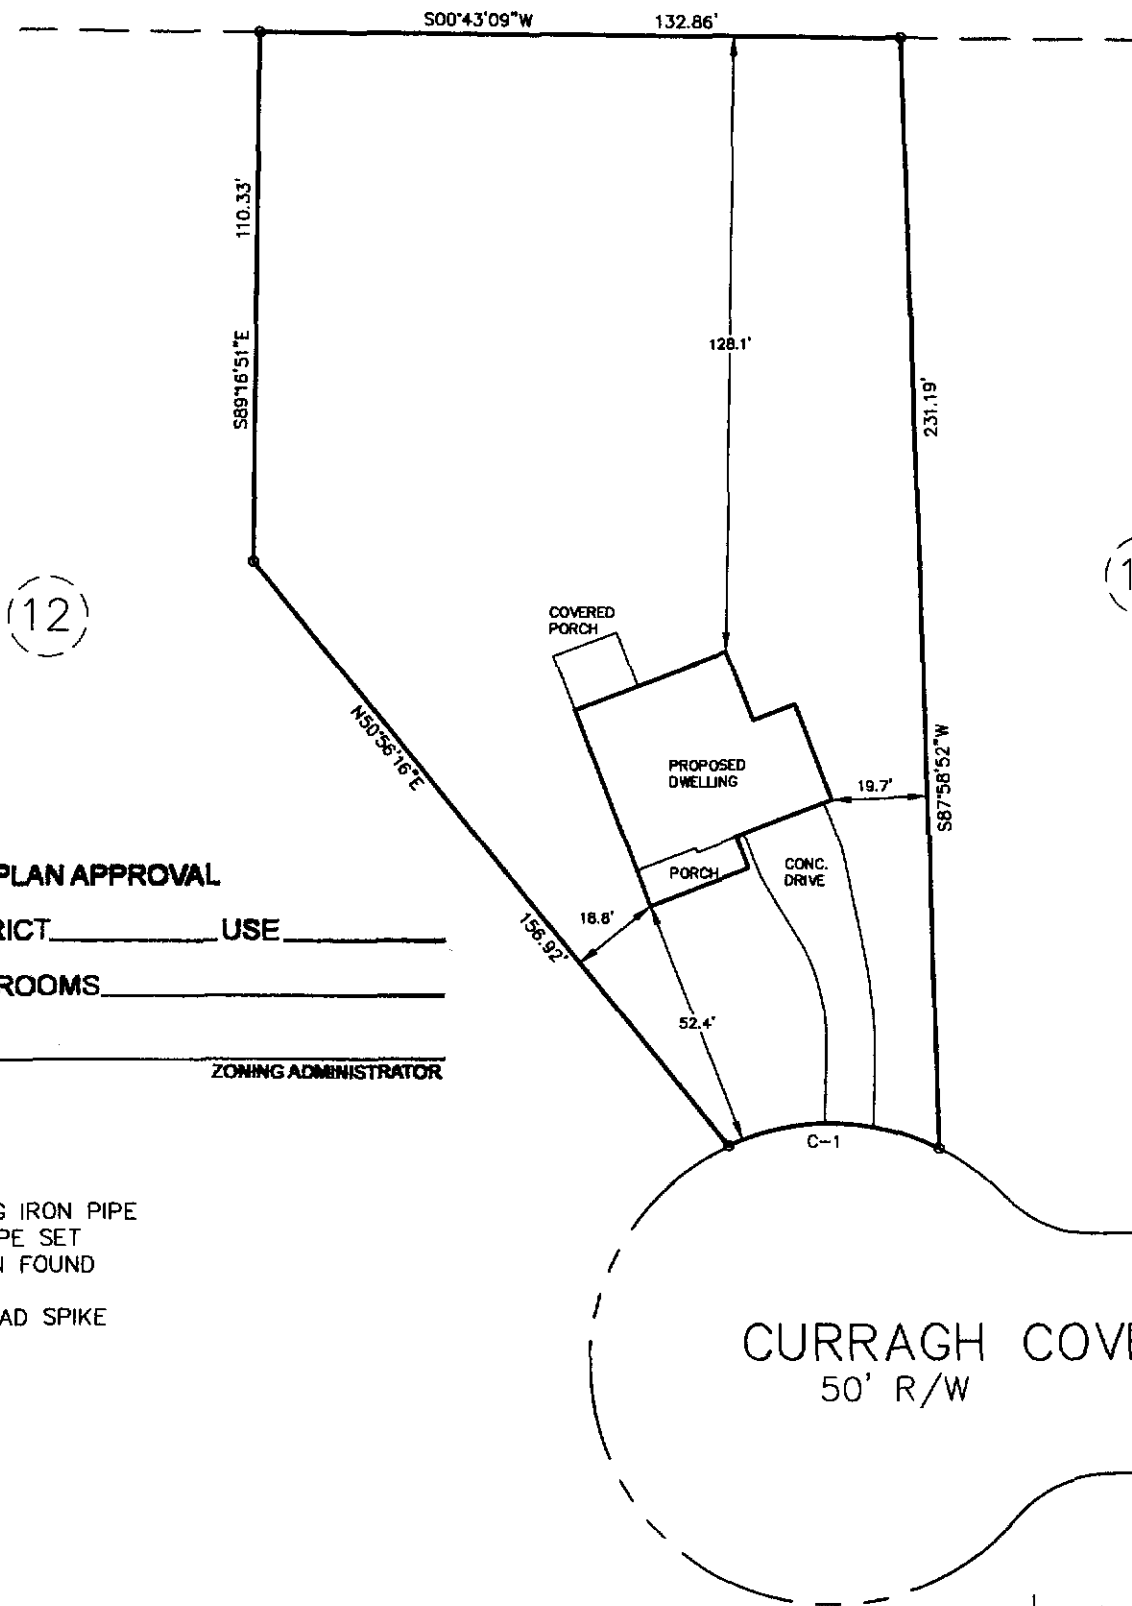 S00°43'09"W 132.86'
110.33'
S89°16'51"E
128.1'
231.19'
12
1
COVERED
PORCH
N50°56'16"E
PROPOSED
DWELLING
19.7'
S87°58'52"W
PORCH
CONC.
DRIVE
PLAN APPROVAL
RICT USE
ROOMS
ZONING ADMINISTRATOR
18.8'
156.92'
52.4'
C-1
G IRON PIPE
PE SET
N FOUND
AD SPIKE
CURRAGH COVE
50' R/W